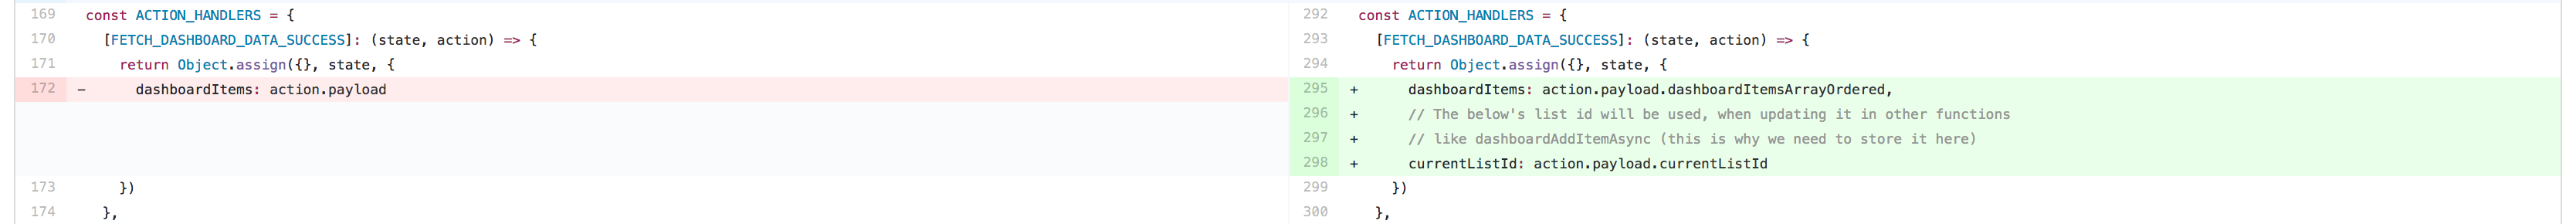 169 const ACTION_HANDLERS = {
170 [FETCH_DASHBOARD_DATA_SUCCESS]: (state, action) => {
171 return Object.assign({}, state, {
172 - dashboardItems: action.payload
173 })
174 },
292 const ACTION_HANDLERS = {
293 [FETCH_DASHBOARD_DATA_SUCCESS]: (state, action) => {
294 return Object.assign({}, state, {
295 + dashboardItems: action.payload.dashboardItemsArrayOrdered,
296 + // The below's list id will be used, when updating it in other functions
297 + // like dashboardAddItemAsync (this is why we need to store it here)
298 + currentListId: action.payload.currentListId
299 })
300 },